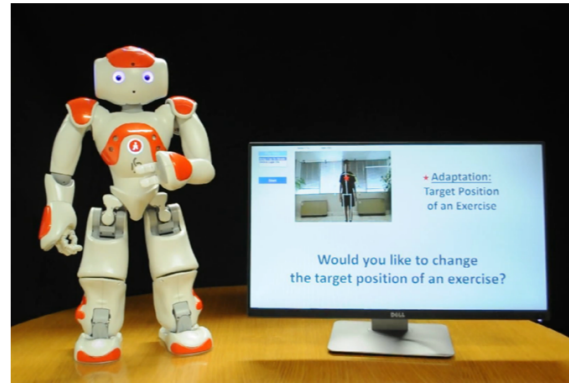 ★ Adaptation:
Target Position
of an Exercise
Would you like to change
the target position of an exercise?
DELL